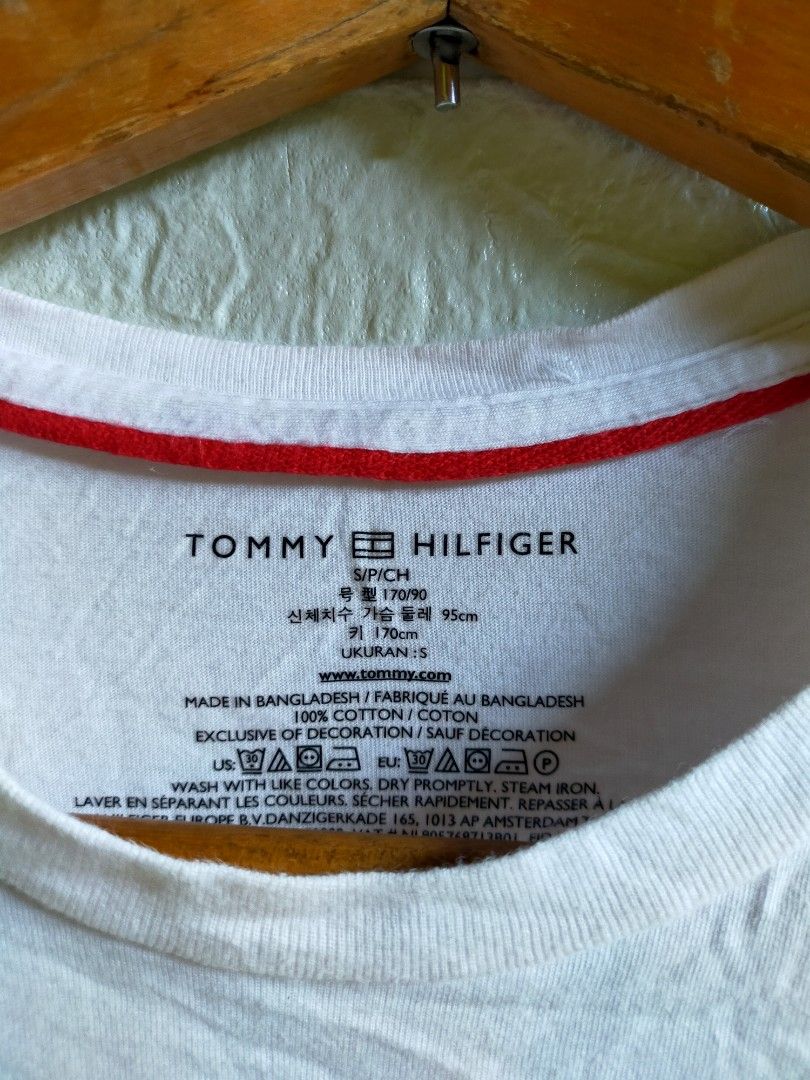 TOMMY HILFIGER
S/P/CH
号型 170/90
신체치수 가슴둘레 95cm
키 170cm
UKURAN : S
www.tommy.com
MADE IN BANGLADESH / FABRIQUÉ AU BANGLADESH
100% COTTON / COTON
EXCLUSIVE OF DECORATION / SAUF DÉCORATION
US: 30 EU: 30 P
WASH WITH LIKE COLORS. DRY PROMPTLY. STEAM IRON.
LAVER EN SÉPARANT LES COULEURS. SÉCHER RAPIDEMENT. REPASSER À
EUROPE B.V. DANZIGERKADE 165, 1013 AP AMSTERDAM